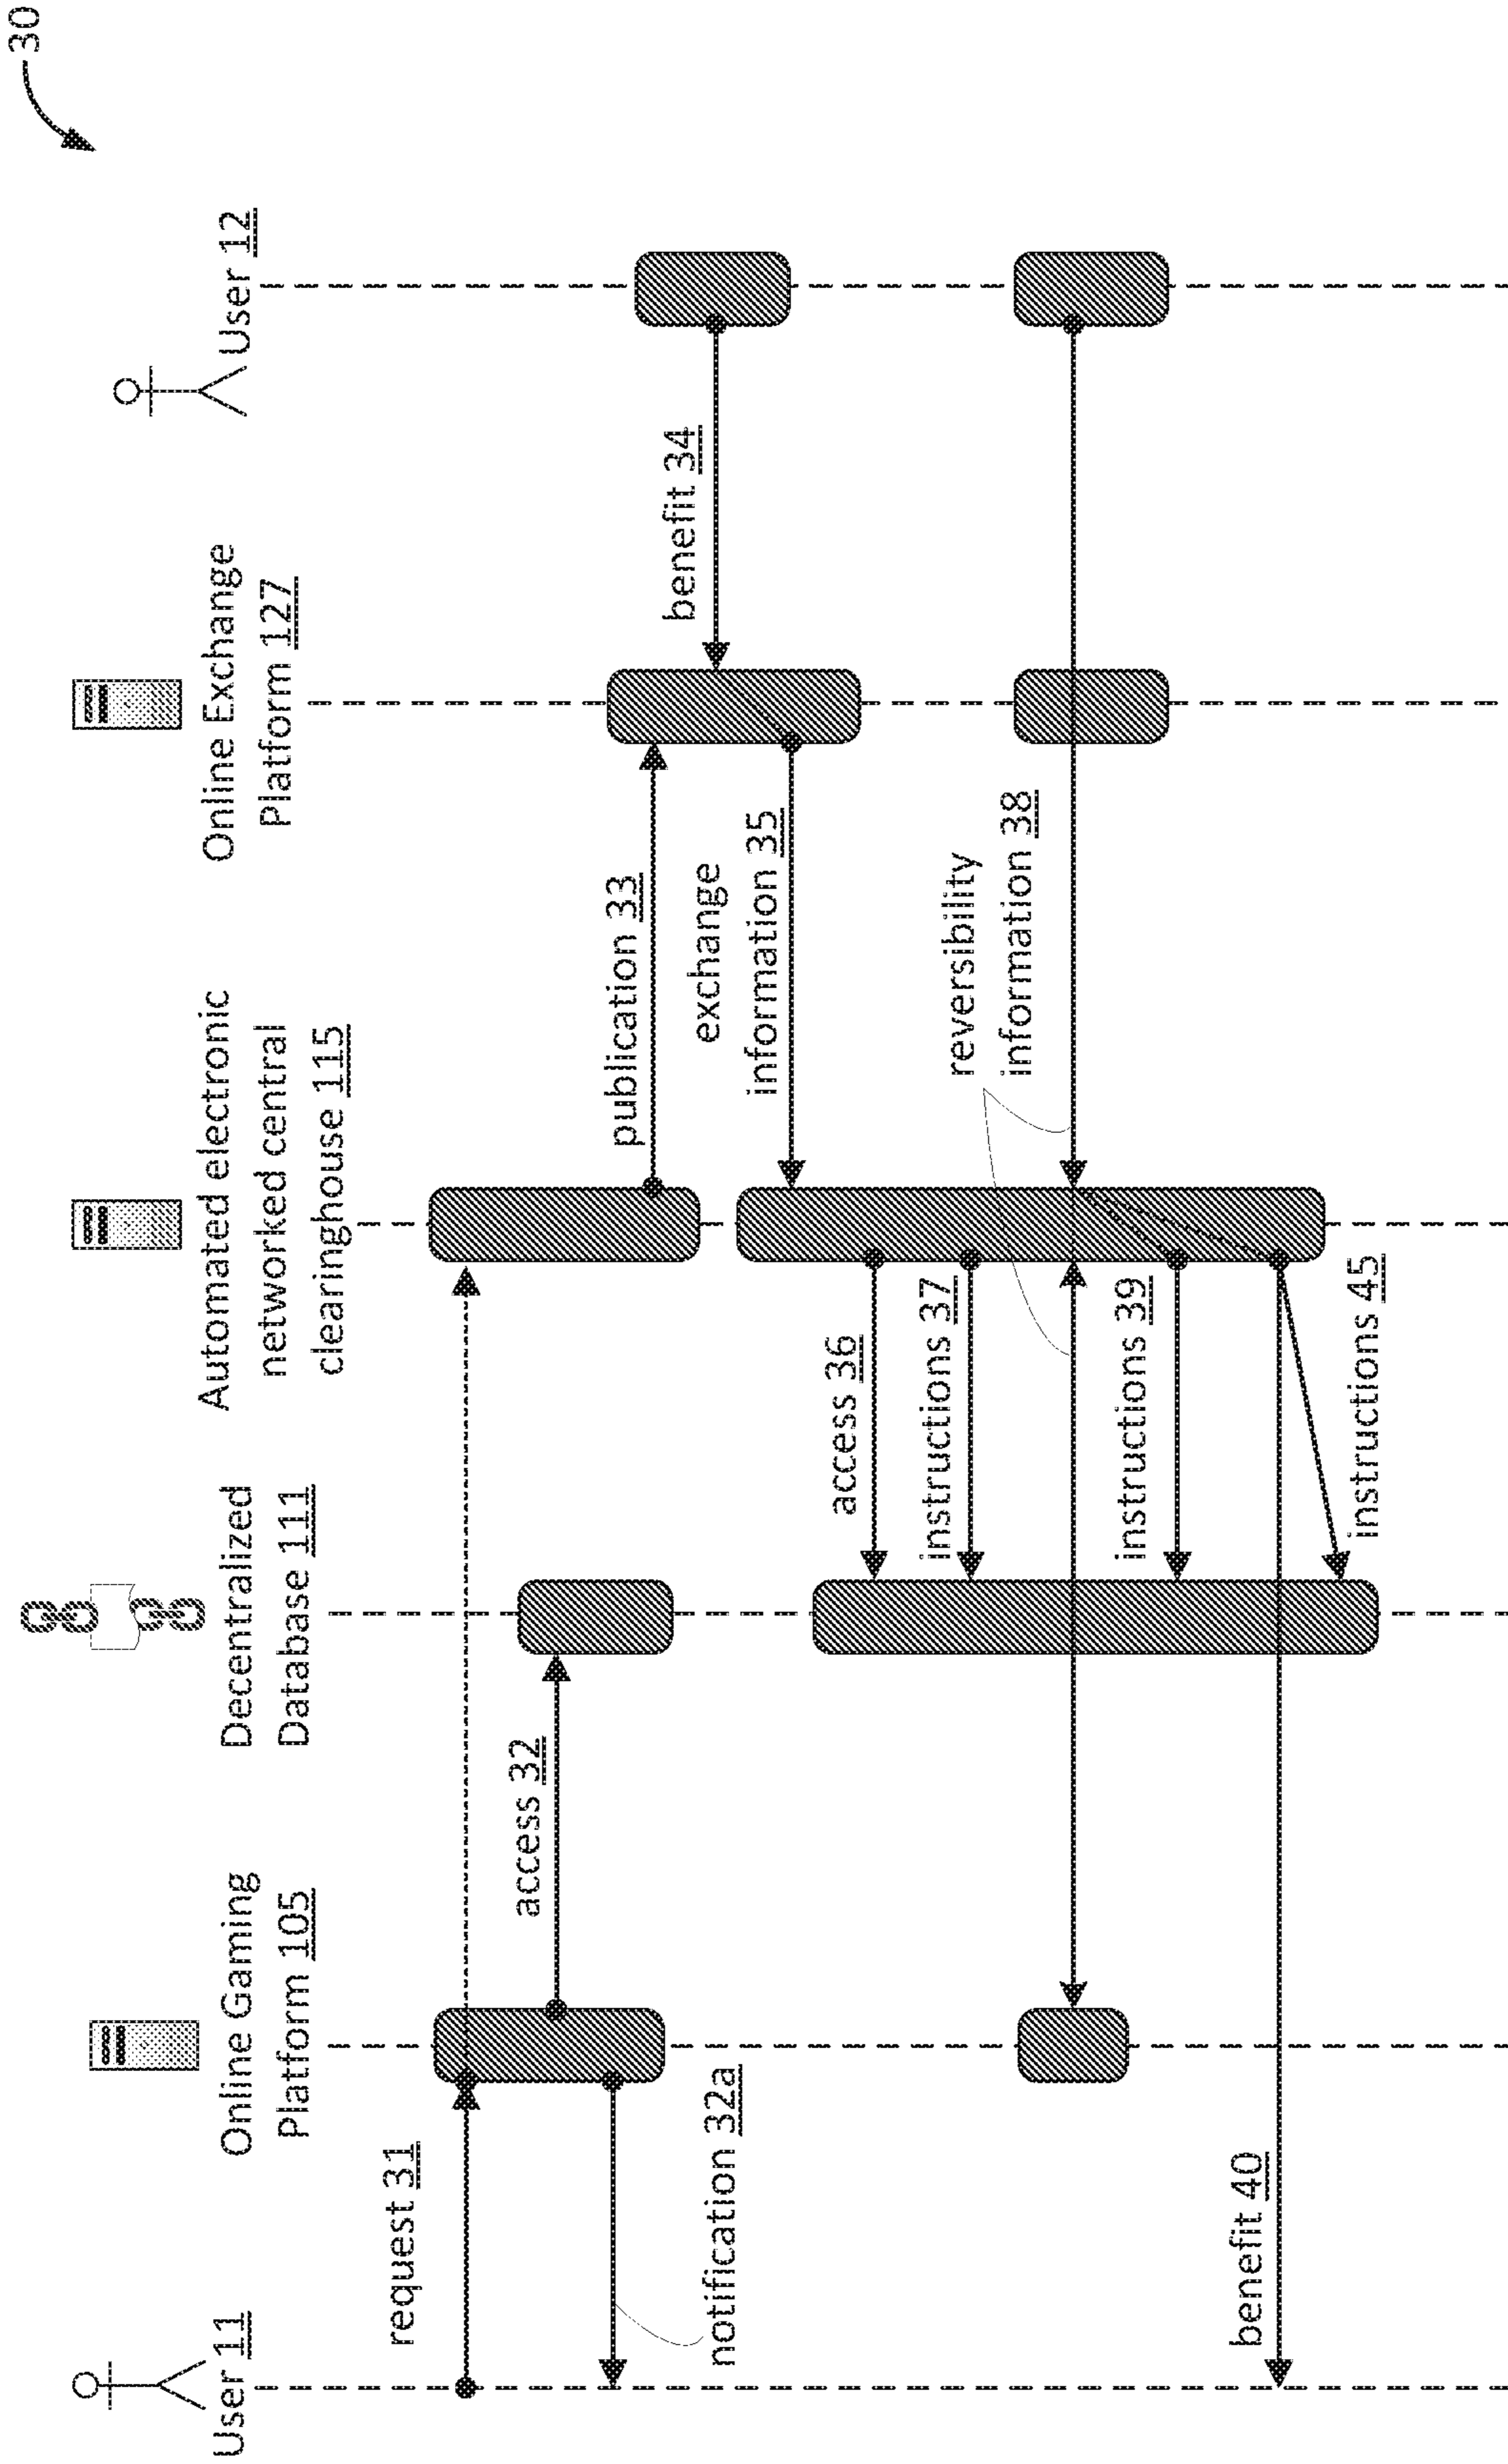 30
User 11
Online Gaming
Platform 105
Decentralized
Database 111
Automated electronic
networked central
clearinghouse 115
Online Exchange
Platform 127
User 12
request 31
access 32
notification 32a
publication 33
benefit 34
exchange
information 35
access 36
instructions 37
reversibility
information 38
instructions 39
benefit 40
instructions 45